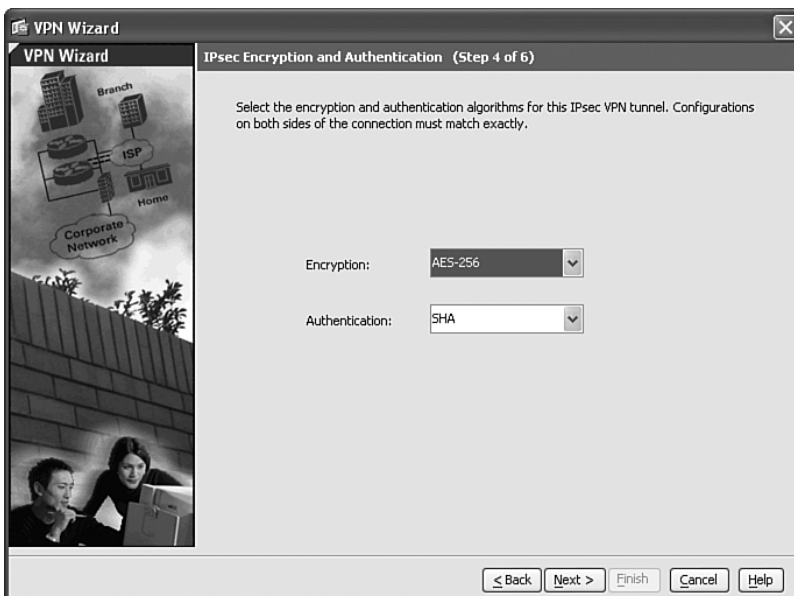 VPN Wizard
VPN Wizard
IPsec Encryption and Authentication (Step 4 of 6)
Branch
ISP
Home
Corporate
Network
Select the encryption and authentication algorithms for this IPsec VPN tunnel. Configurations
on both sides of the connection must match exactly.
Encryption: AES-256
Authentication: SHA
< Back Next > Finish Cancel Help